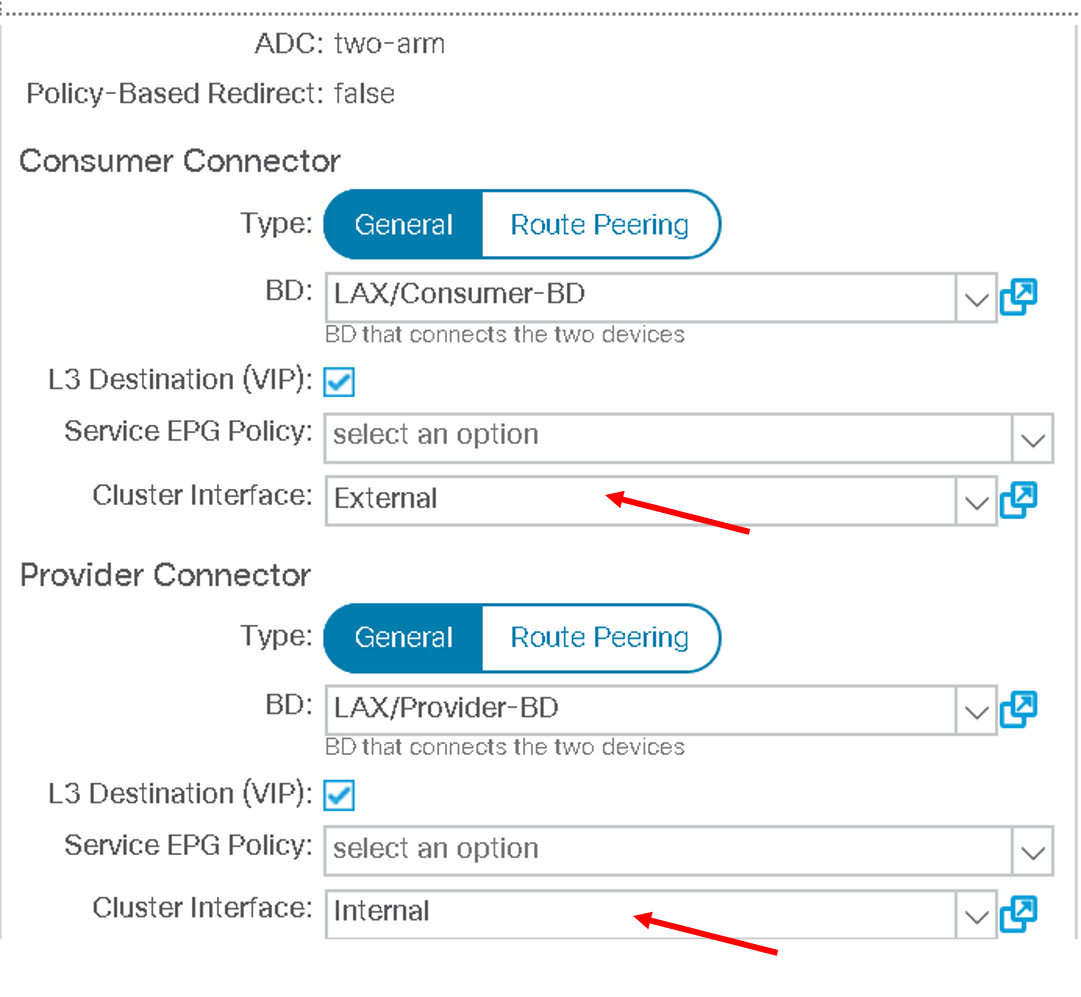 ADC: two-arm
Policy-Based Redirect: false
Consumer Connector
Type: General Route Peering
BD: LAX/Consumer-BD
BD that connects the two devices
L3 Destination (VIP):
Service EPG Policy: select an option
Cluster Interface: External
Provider Connector
Type: General Route Peering
BD: LAX/Provider-BD
BD that connects the two devices
L3 Destination (VIP):
Service EPG Policy: select an option
Cluster Interface: Internal